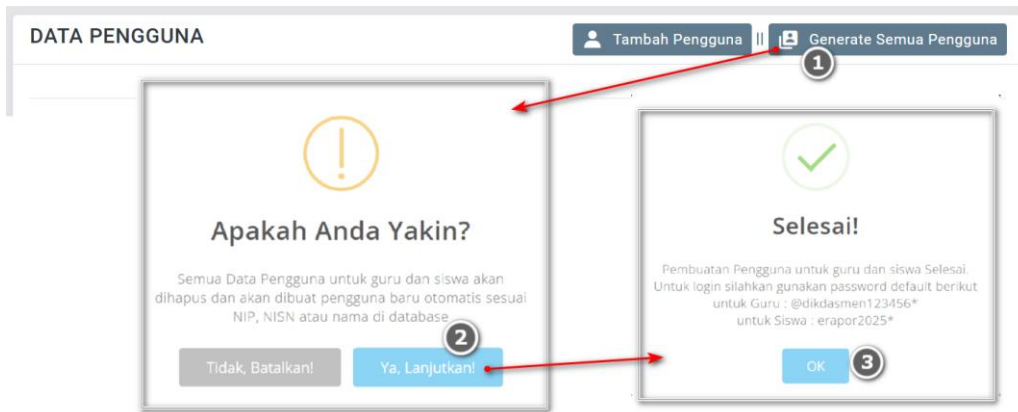 DATA PENGGUNA
Tambah Pengguna || Generate Semua Pengguna
1
Apakah Anda Yakin?
Semua Data Pengguna untuk guru dan siswa akan
dihapus dan akan dibuat pengguna baru otomatis sesuai
NIP, NISN atau nama di database
2
Tidak, Batalkan!
Ya, Lanjutkan!
Selesai!
Pembuatan Pengguna untuk guru dan siswa Selesai.
Untuk login silahkan gunakan password default berikut
untuk Guru : @dikdasmen123456*
untuk Siswa : erapor2025*
OK
3